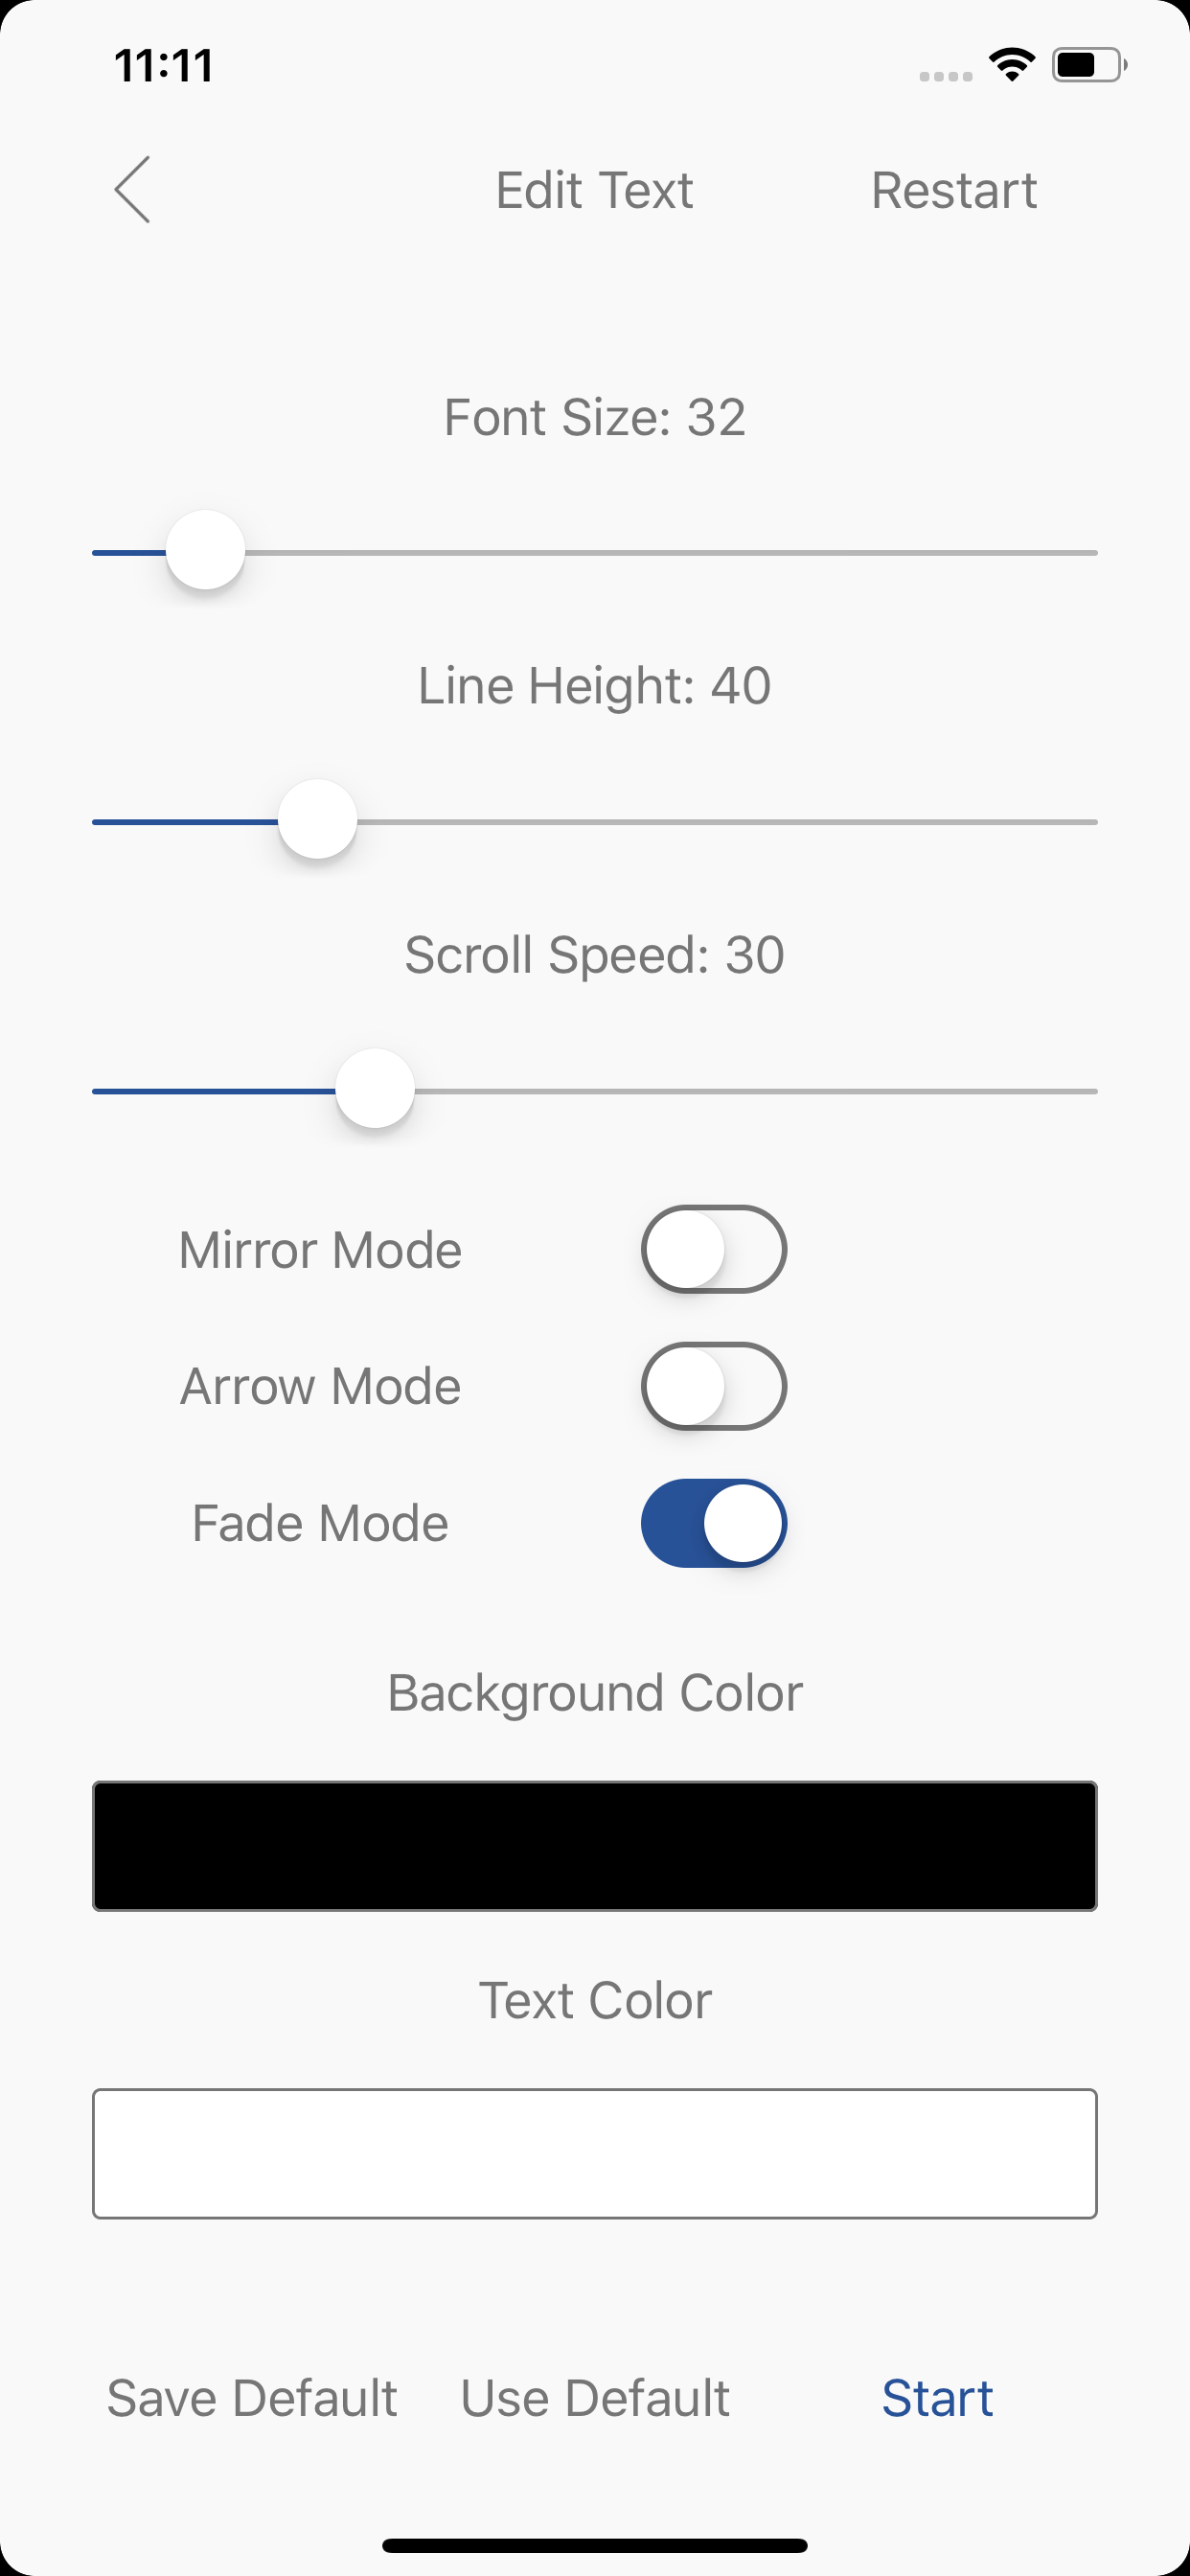 11:11
Edit Text Restart
Font Size: 32
Line Height: 40
Scroll Speed: 30
Mirror Mode
Arrow Mode
Fade Mode
Background Color
Text Color
Save Default Use Default Start